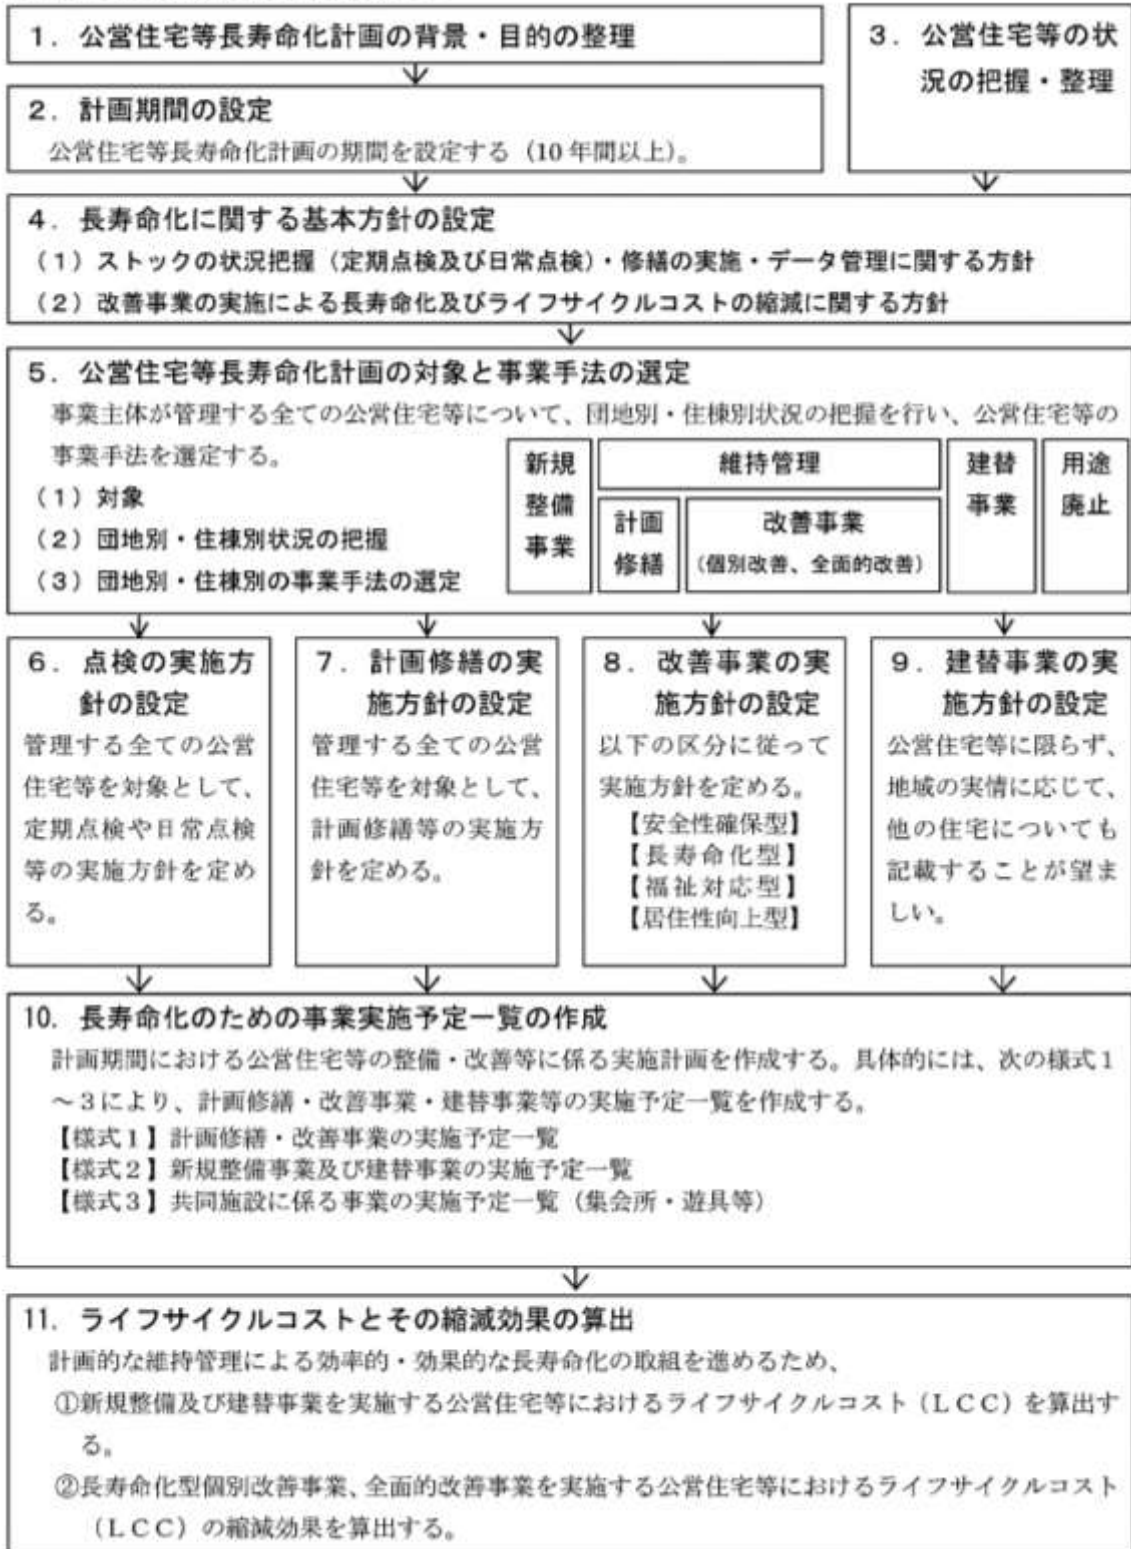 1．公営住宅等長寿命化計画の背景・目的の整理
3．公営住宅等の状
況の把握・整理
2．計画期間の設定
公営住宅等長寿命化計画の期間を設定する（10 年間以上）。
4．長寿命化に関する基本方針の設定
（1）ストックの状況把握（定期点検及び日常点検）・修繕の実施・データ管理に関する方針
（2）改善事業の実施による長寿命化及びライフサイクルコストの縮減に関する方針
5．公営住宅等長寿命化計画の対象と事業手法の選定
事業主体が管理する全ての公営住宅等について、団地別・住棟別状況の把握を行い、公営住宅等の
事業手法を選定する。
（1）対象
（2）団地別・住棟別状況の把握
（3）団地別・住棟別の事業手法の選定
新規
整備
事業
維持管理
計画
修繕
改善事業
（個別改善、全面的改善）
建替
事業
用途
廃止
6．点検の実施方
針の設定
管理する全ての公営
住宅等を対象として、
定期点検や日常点検
等の実施方針を定め
る。
7．計画修繕の実
施方針の設定
管理する全ての公営
住宅等を対象として、
計画修繕等の実施方
針を定める。
8．改善事業の実
施方針の設定
以下の区分に従って
実施方針を定める。
【安全性確保型】
【長寿命化型】
【福祉対応型】
【居住性向上型】
9．建替事業の実
施方針の設定
公営住宅等に限らず、
地域の実情に応じて、
他の住宅についても
記載することが望ま
しい。
10．長寿命化のための事業実施予定一覧の作成
計画期間における公営住宅等の整備・改善等に係る実施計画を作成する。具体的には、次の様式１
～３により、計画修繕・改善事業・建替事業等の実施予定一覧を作成する。
【様式１】計画修繕・改善事業の実施予定一覧
【様式２】新規整備事業及び建替事業の実施予定一覧
【様式３】共同施設に係る事業の実施予定一覧（集会所・遊具等）
11．ライフサイクルコストとその縮減効果の算出
計画的な維持管理による効率的・効果的な長寿命化の取組を進めるため、
①新規整備及び建替事業を実施する公営住宅等におけるライフサイクルコスト（ＬＣＣ）を算出す
る。
②長寿命化型個別改善事業、全面的改善事業を実施する公営住宅等におけるライフサイクルコスト
（ＬＣＣ）の縮減効果を算出する。